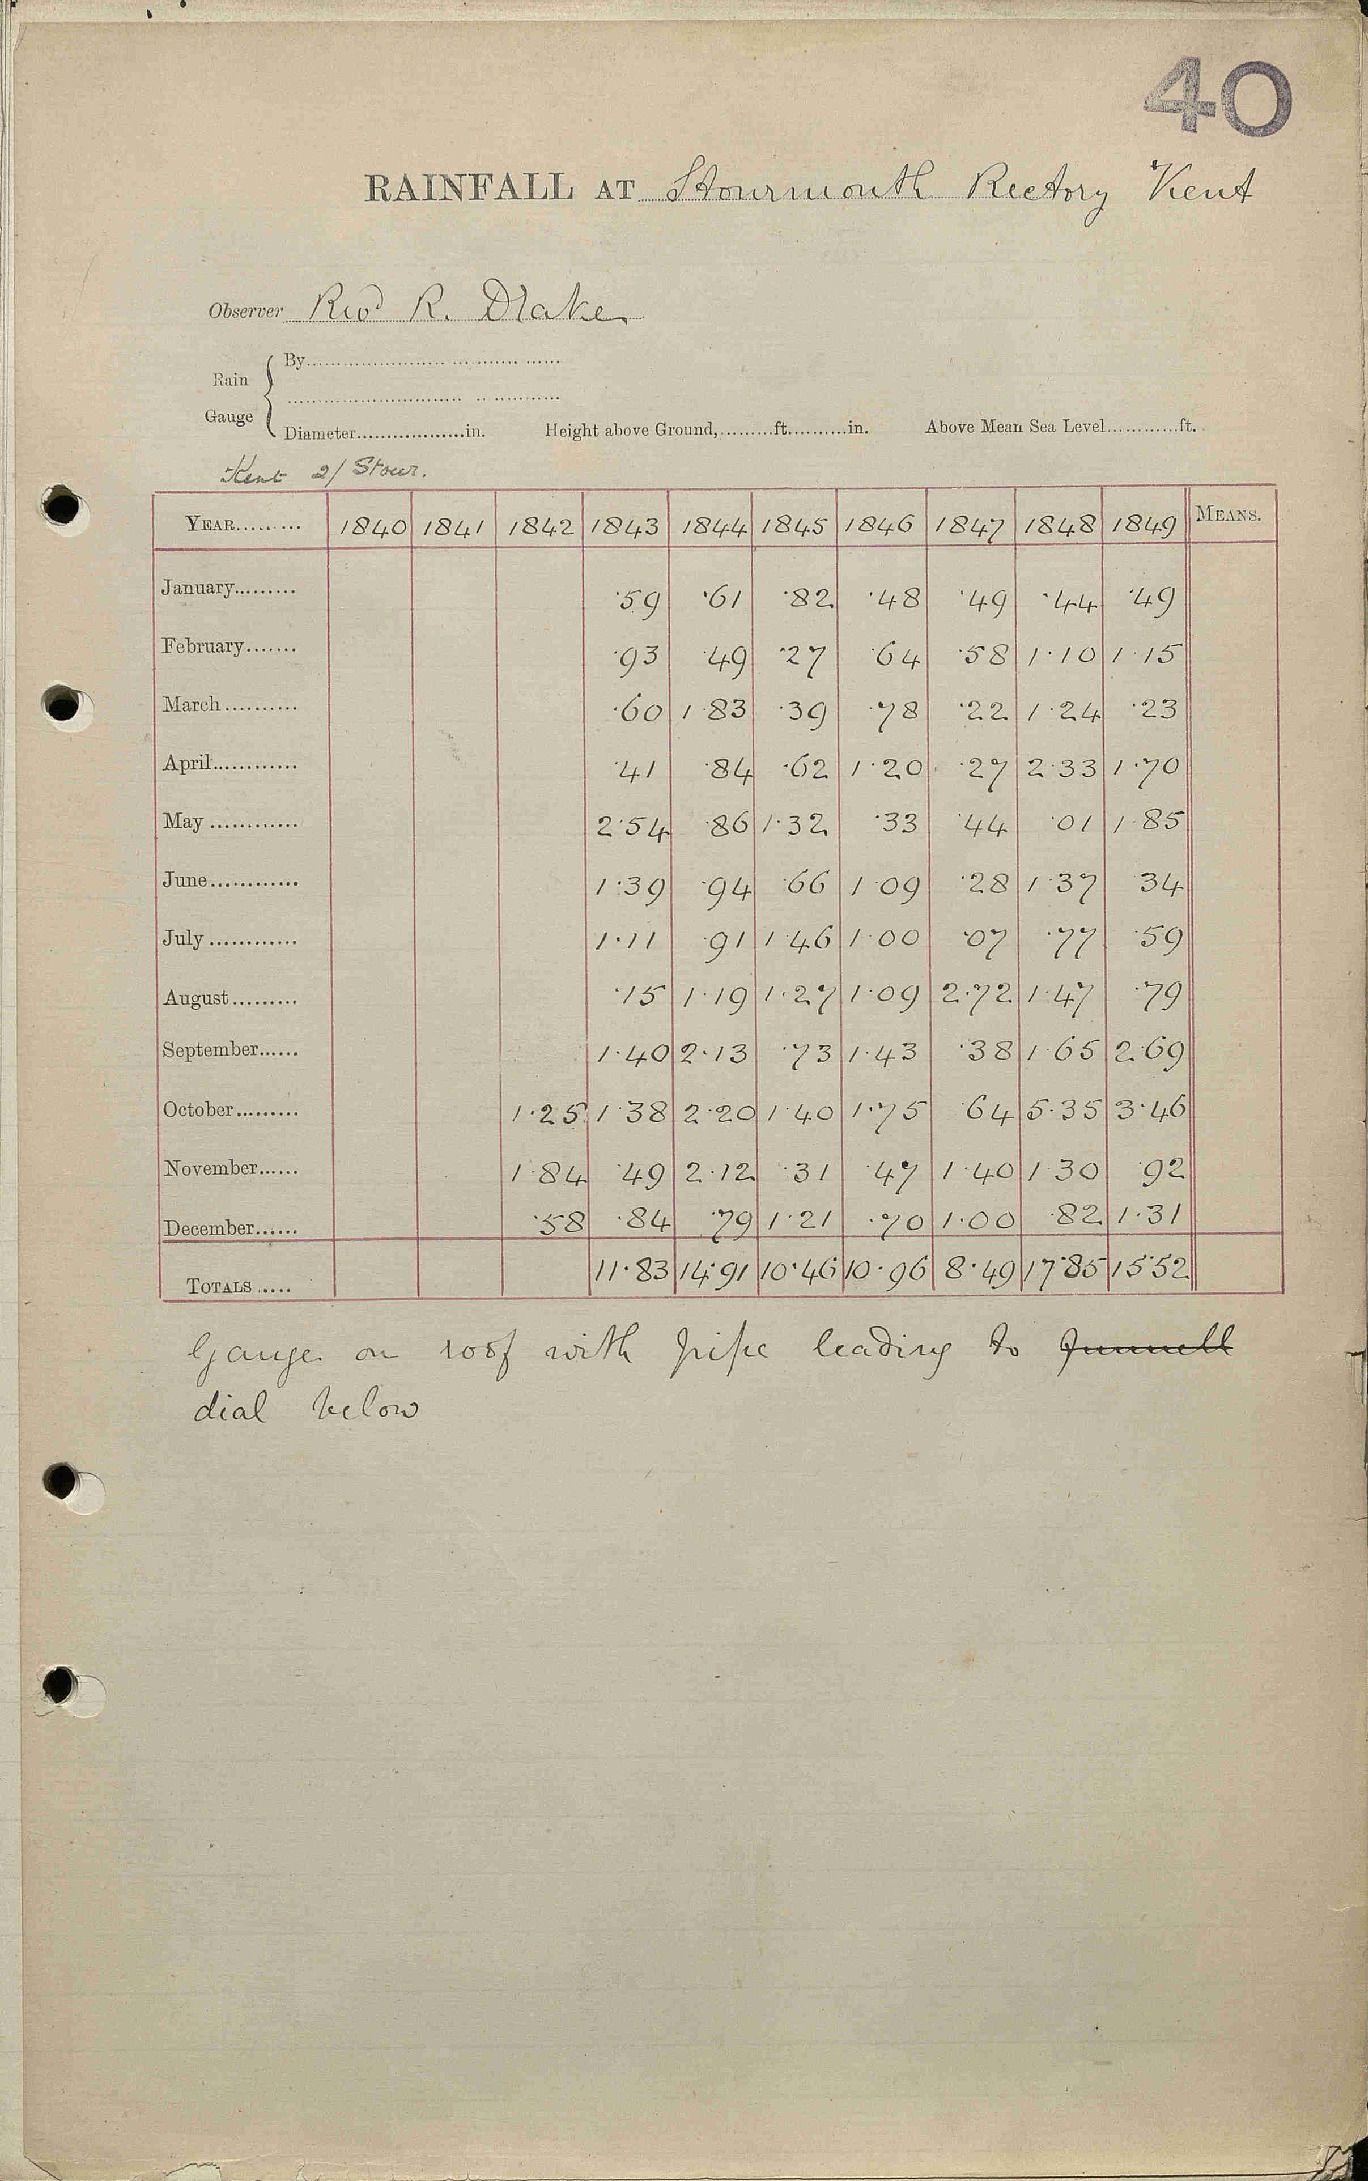 40
RAINFALL AT Stourmouth Rectory Kent
Observer Revd R. Drake
Rain Gauge { By
Diameter in. Height above Ground, ft. in. Above Mean Sea Level ft.
Kent 2/ Stour.
YEAR 1840 1841 1842 1843 1844 1845 1846 1847 1848 1849 MEANS.
January ·59 ·61 ·82 ·48 ·49 ·44 ·49
February ·93 ·49 ·27 ·64 ·58 1·10 1·15
March ·60 1·83 ·39 ·78 ·22 1·24 ·23
April ·41 ·84 ·62 1·20 ·27 2·33 1·70
May 2·54 ·86 1·32 ·33 ·44 ·01 1·85
June 1·39 ·94 ·66 1·09 ·28 1·37 ·34
July 1·11 ·91 1·46 1·00 ·07 ·77 ·59
August ·15 1·19 1·27 1·09 2·72 1·47 ·79
September 1·40 2·13 ·73 1·43 ·38 1·65 2·69
October 1·25 1·38 2·20 1·40 1·75 ·64 5·35 3·46
November 1·84 ·49 2·12 ·31 ·47 1·40 1·30 ·92
December ·58 ·84 ·79 1·21 ·70 1·00 ·82 1·31
TOTALS 11·83 14·91 10·46 10·96 8·49 17·85 15·52
Gauge on roof with pipe leading to funnell
dial below